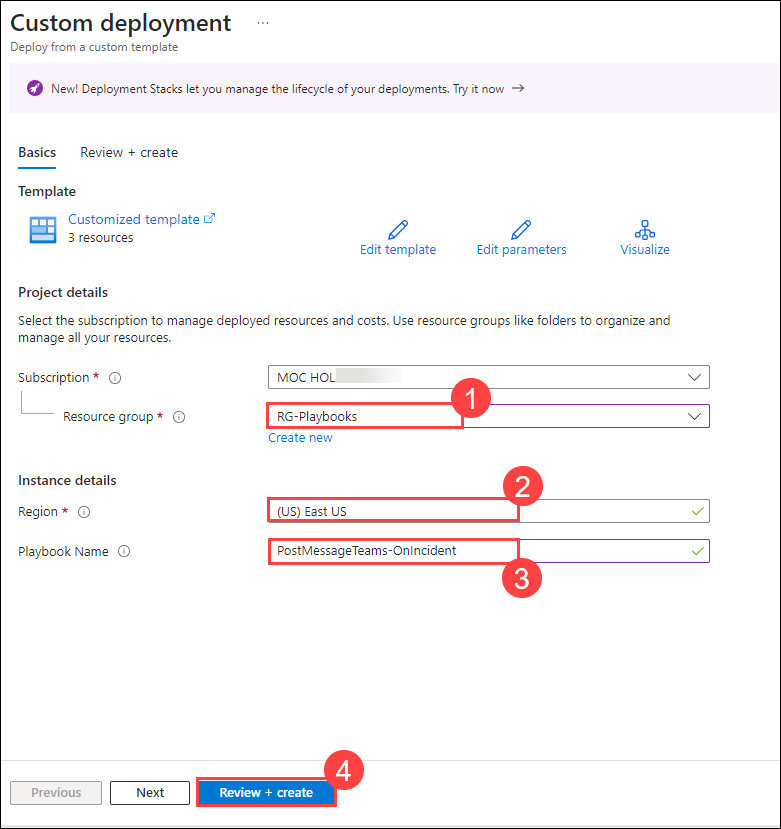 Custom deployment ...
Deploy from a custom template
New! Deployment Stacks let you manage the lifecycle of your deployments. Try it now →
Basics Review + create
Template
Customized template
3 resources
Edit template Edit parameters Visualize
Project details
Select the subscription to manage deployed resources and costs. Use resource groups like folders to organize and
manage all your resources.
Subscription * MOC HOL
1
Resource group * RG-Playbooks
Create new
Instance details
2
Region * (US) East US
Playbook Name PostMessageTeams-OnIncident
3
4
Previous Next Review + create